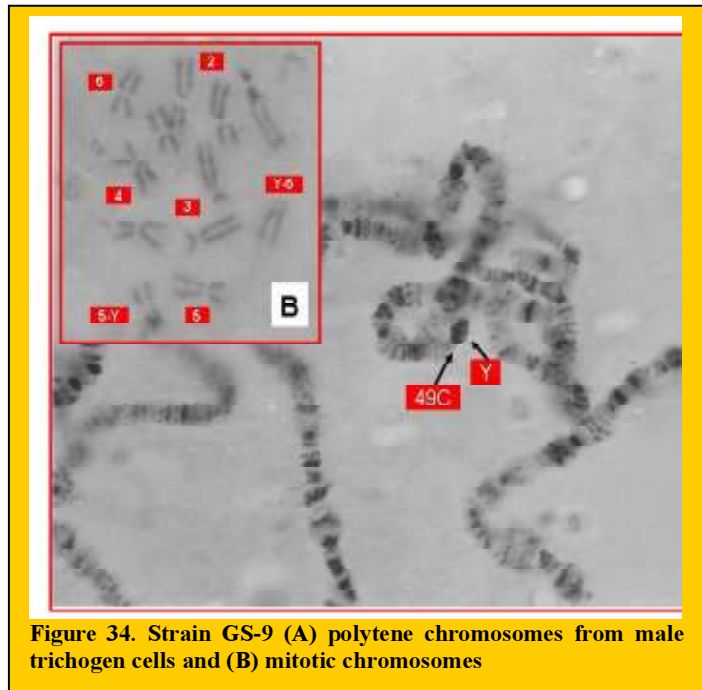 6
2
4
3
Y-5
5-Y
5
B
49C
Y
Figure 34. Strain GS-9 (A) polytene chromosomes from male
trichogen cells and (B) mitotic chromosomes